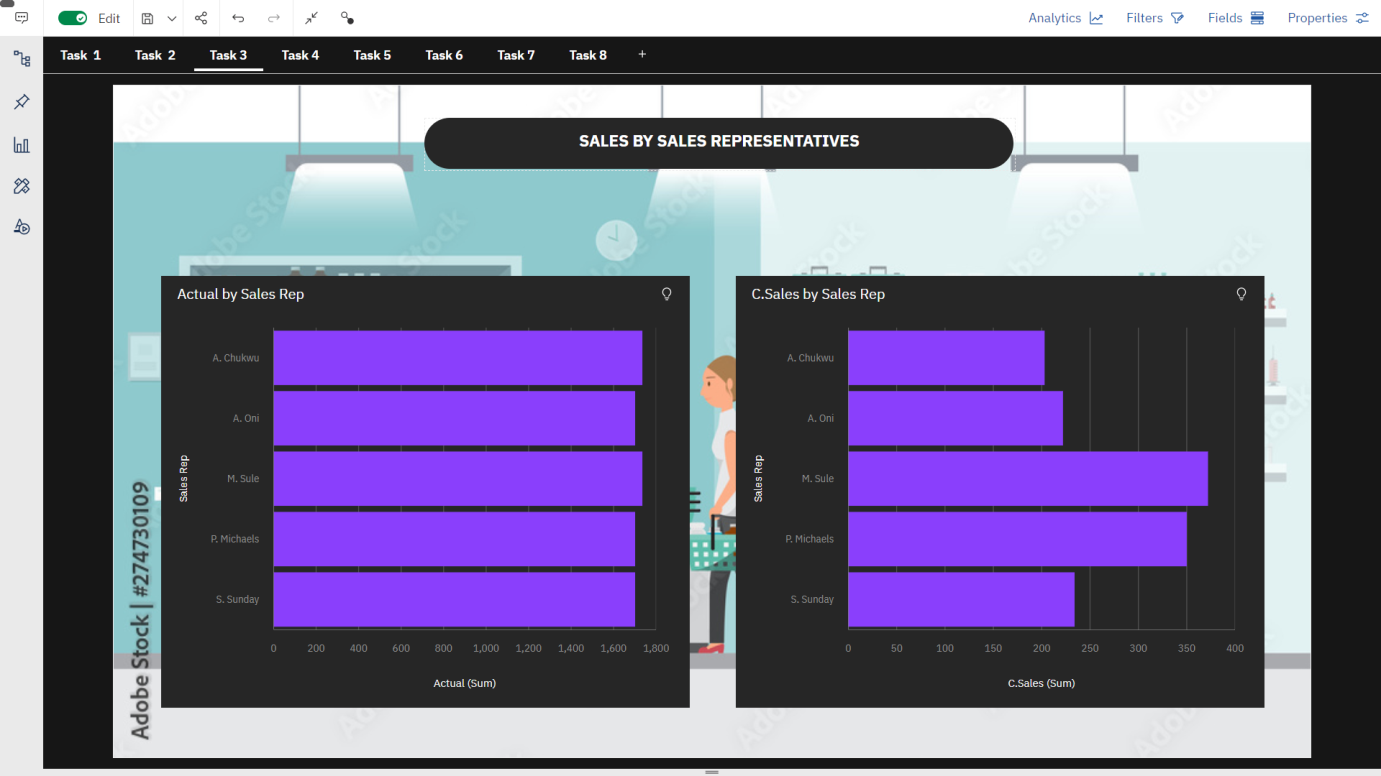 Edit
Analytics
Filters
Fields
Properties
Task 1
Task 2
Task 3
Task 4
Task 5
Task 6
Task 7
Task 8
+
SALES BY SALES REPRESENTATIVES
Actual by Sales Rep
Sales Rep
A. Chukwu
A. Oni
M. Sule
P. Michaels
S. Sunday
0 200 400 600 800 1,000 1,200 1,400 1,600 1,800
Actual (Sum)
C.Sales by Sales Rep
Sales Rep
A. Chukwu
A. Oni
M. Sule
P. Michaels
S. Sunday
0 50 100 150 200 250 300 350 400
C.Sales (Sum)
Adobe Stock | #274730109